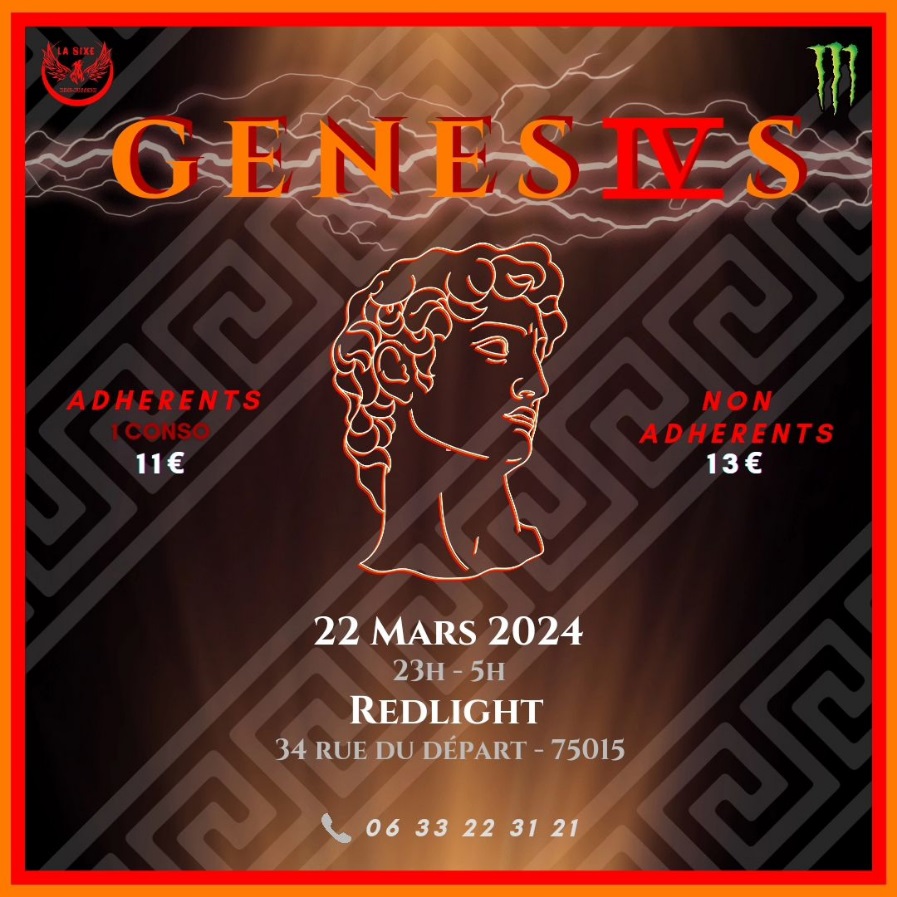 LA SIXE
GENESIVS
ADHERENTS
1 CONSO
11€
NON
ADHERENTS
13€
22 MARS 2024
23H - 5H
REDLIGHT
34 RUE DU DÉPART - 75015
06 33 22 31 21